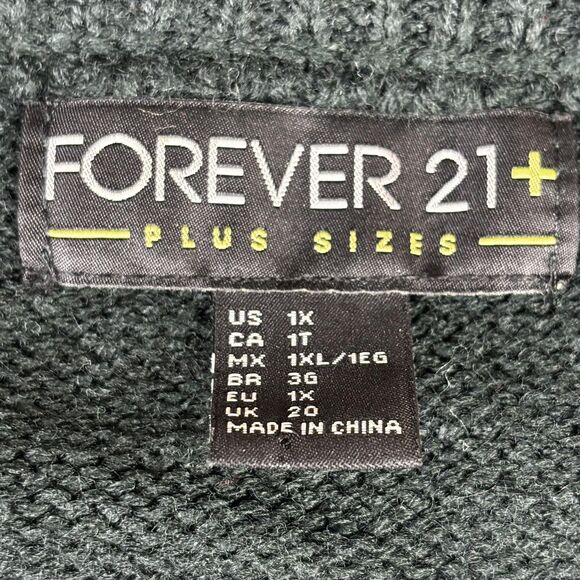 FOREVER 21+
PLUS SIZES
US 1X
CA 1T
MX 1XL/1EG
BR 3G
EU 1X
UK 20
MADE IN CHINA